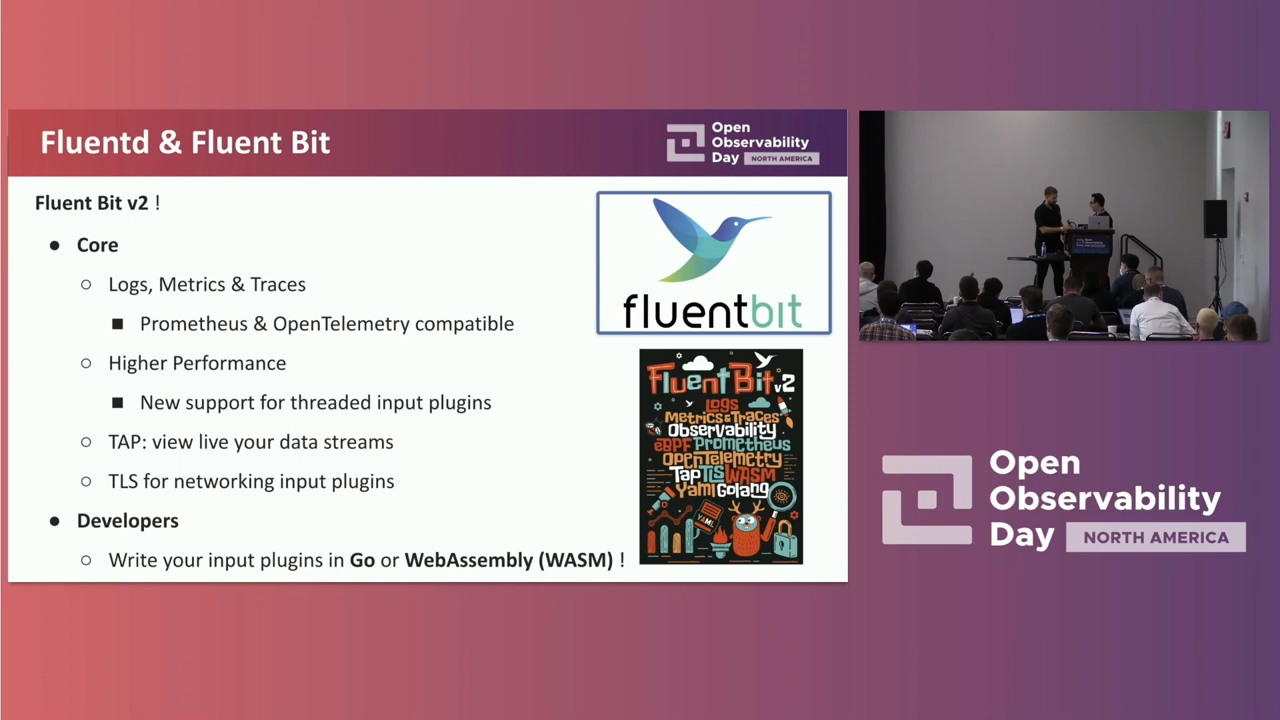 Fluentd & Fluent Bit
Open
Observability
Day NORTH AMERICA
Fluent Bit v2 !
● Core
○ Logs, Metrics & Traces
■ Prometheus & OpenTelemetry compatible
○ Higher Performance
■ New support for threaded input plugins
○ TAP: view live your data streams
○ TLS for networking input plugins
● Developers
○ Write your input plugins in Go or WebAssembly (WASM) !
fluentbit
Fluent Bit v2
Logs
Metrics & Traces
Observability
eBPF Prometheus
OpenTelemetry
Tap TLS WASM
Yaml Golang
YAML
Open
Observability
Day NORTH AMERICA